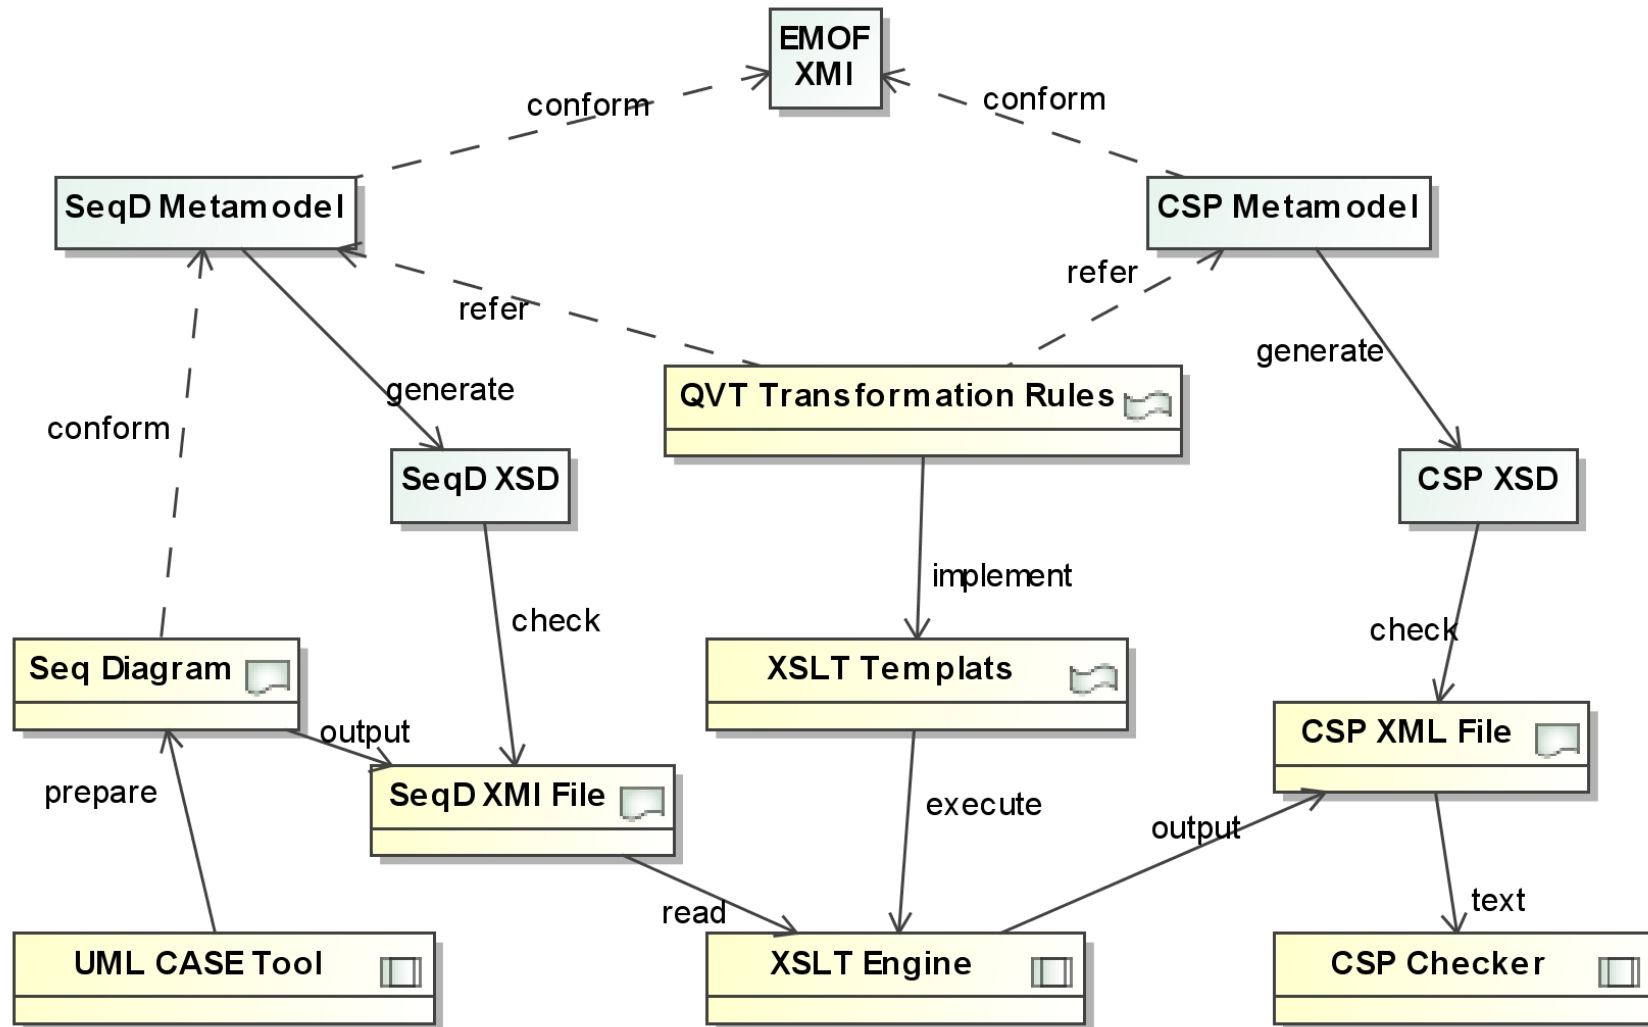 EMOF
XMI
conform
conform
SeqD Metamodel
CSP Metamodel
refer
refer
generate
generate
QVT Transformation Rules
conform
SeqD XSD
CSP XSD
implement
check
check
Seq Diagram
XSLT Templats
output
CSP XML File
prepare
SeqD XMI File
execute
output
read
text
UML CASE Tool
XSLT Engine
CSP Checker